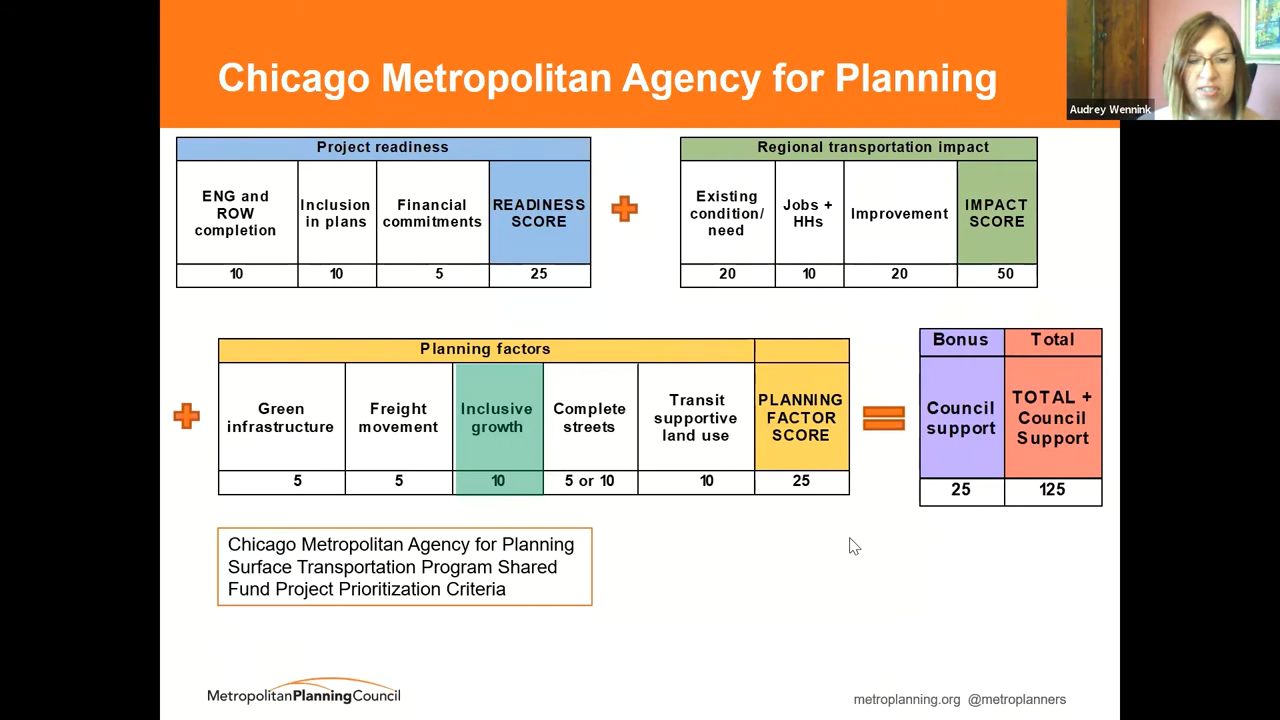 Chicago Metropolitan Agency for Planning
Audrey Wennink
Project readiness
ENG and
ROW
completion
Inclusion
in plans
Financial
commitments
READINESS
SCORE
10
10
5
25
Regional transportation impact
Existing
condition/
need
Jobs +
HHs
Improvement
IMPACT
SCORE
20
10
20
50
Planning factors
Green
infrastructure
Freight
movement
Inclusive
growth
Complete
streets
Transit
supportive
land use
PLANNING
FACTOR
SCORE
5
5
10
5 or 10
10
25
Bonus
Total
Council
support
TOTAL +
Council
Support
25
125
Chicago Metropolitan Agency for Planning
Surface Transportation Program Shared
Fund Project Prioritization Criteria
MetropolitanPlanningCouncil
metroplanning.org @metroplanners